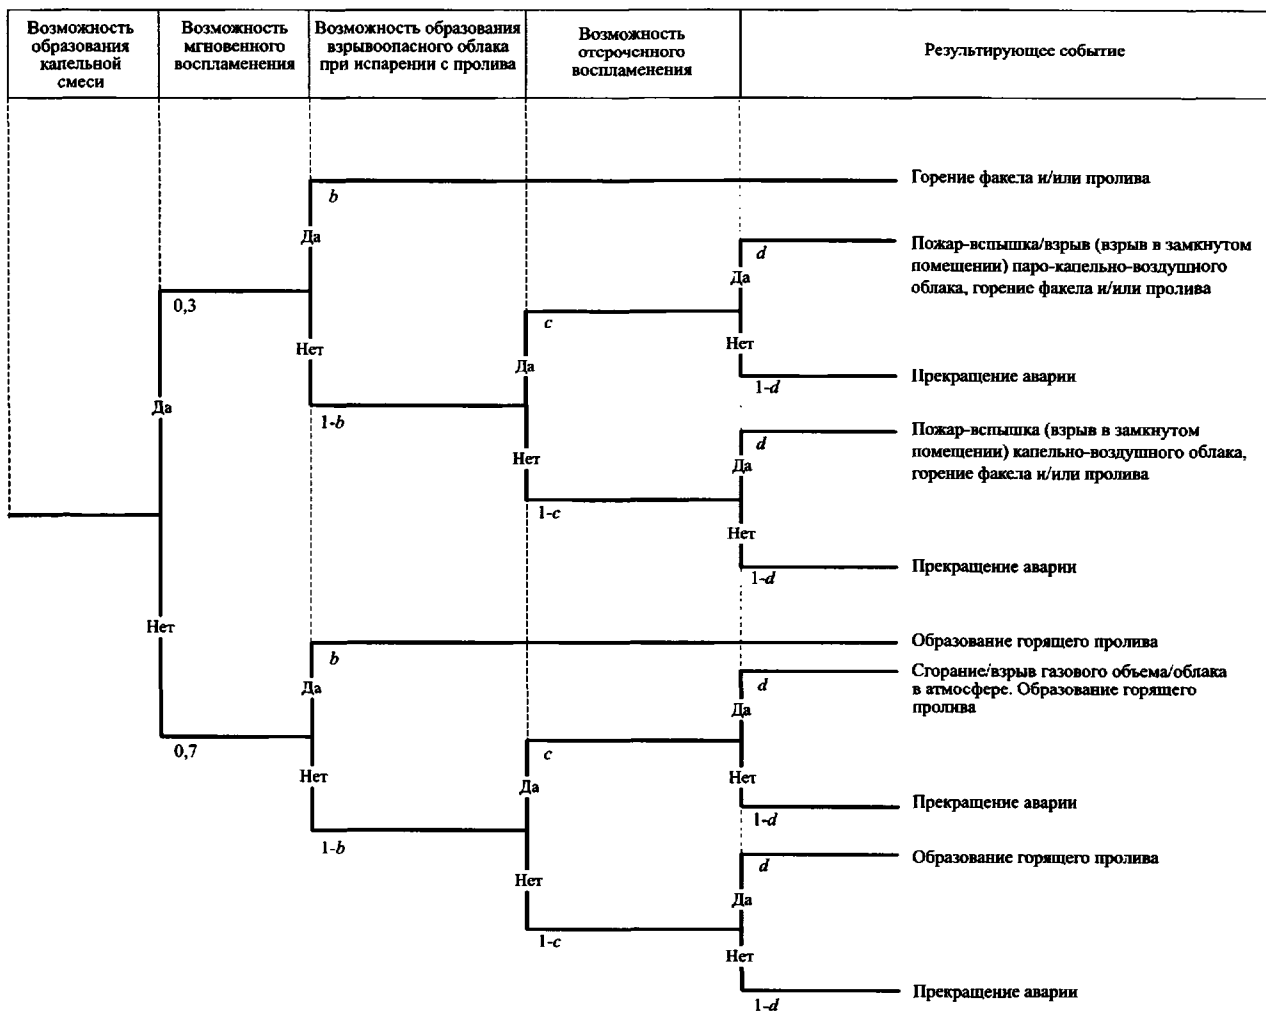 Возможность
образования
капельной
смеси
Возможность
мгновенного
воспламенения
Возможность образования
взрывоопасного облака
при испарении с пролива
Возможность
отсроченного
воспламенения
Результирующее событие
b
Горение факела и/или пролива
Да
d
Пожар-вспышка/взрыв (взрыв в замкнутом
помещении) паро-капельно-воздушного
облака, горение факела и/или пролива
Да
0,3
c
Нет
Нет
Да
1-d
Прекращение аварии
Да
1-b
d
Пожар-вспышка (взрыв в замкнутом
помещении) капельно-воздушного облака,
горение факела и/или пролива
Нет
Да
1-c
Нет
1-d
Прекращение аварии
Нет
b
Образование горящего пролива
d
Сгорание/взрыв газового объема/облака
в атмосфере. Образование горящего
пролива
Да
Да
0,7
c
Нет
Нет
Да
1-d
Прекращение аварии
1-b
d
Образование горящего пролива
Нет
Да
1-c
Нет
1-d
Прекращение аварии